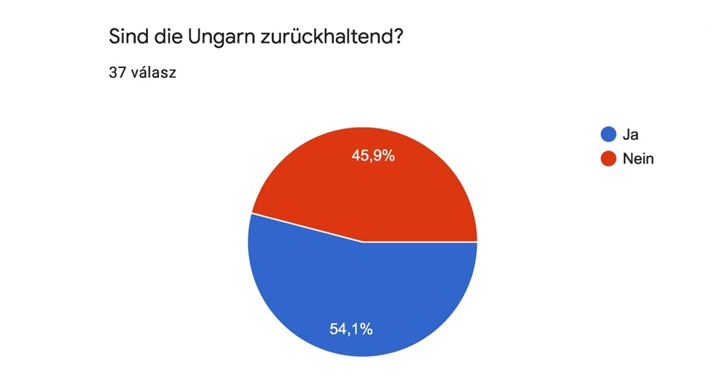 Sind die Ungarn zurückhaltend?
37 válasz
Ja
Nein
45,9%
54,1%